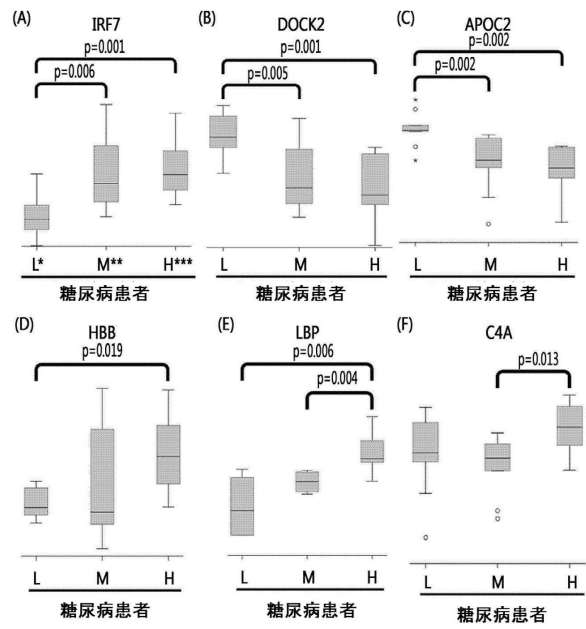 (A) IRF7
p=0.001
p=0.006
L* M** H***
糖尿病患者
(B) DOCK2
p=0.001
p=0.005
L M H
糖尿病患者
(C) APOC2
p=0.002
p=0.002
L M H
糖尿病患者
(D) HBB
p=0.019
L M H
糖尿病患者
(E) LBP
p=0.006
p=0.004
L M H
糖尿病患者
(F) C4A
p=0.013
L M H
糖尿病患者